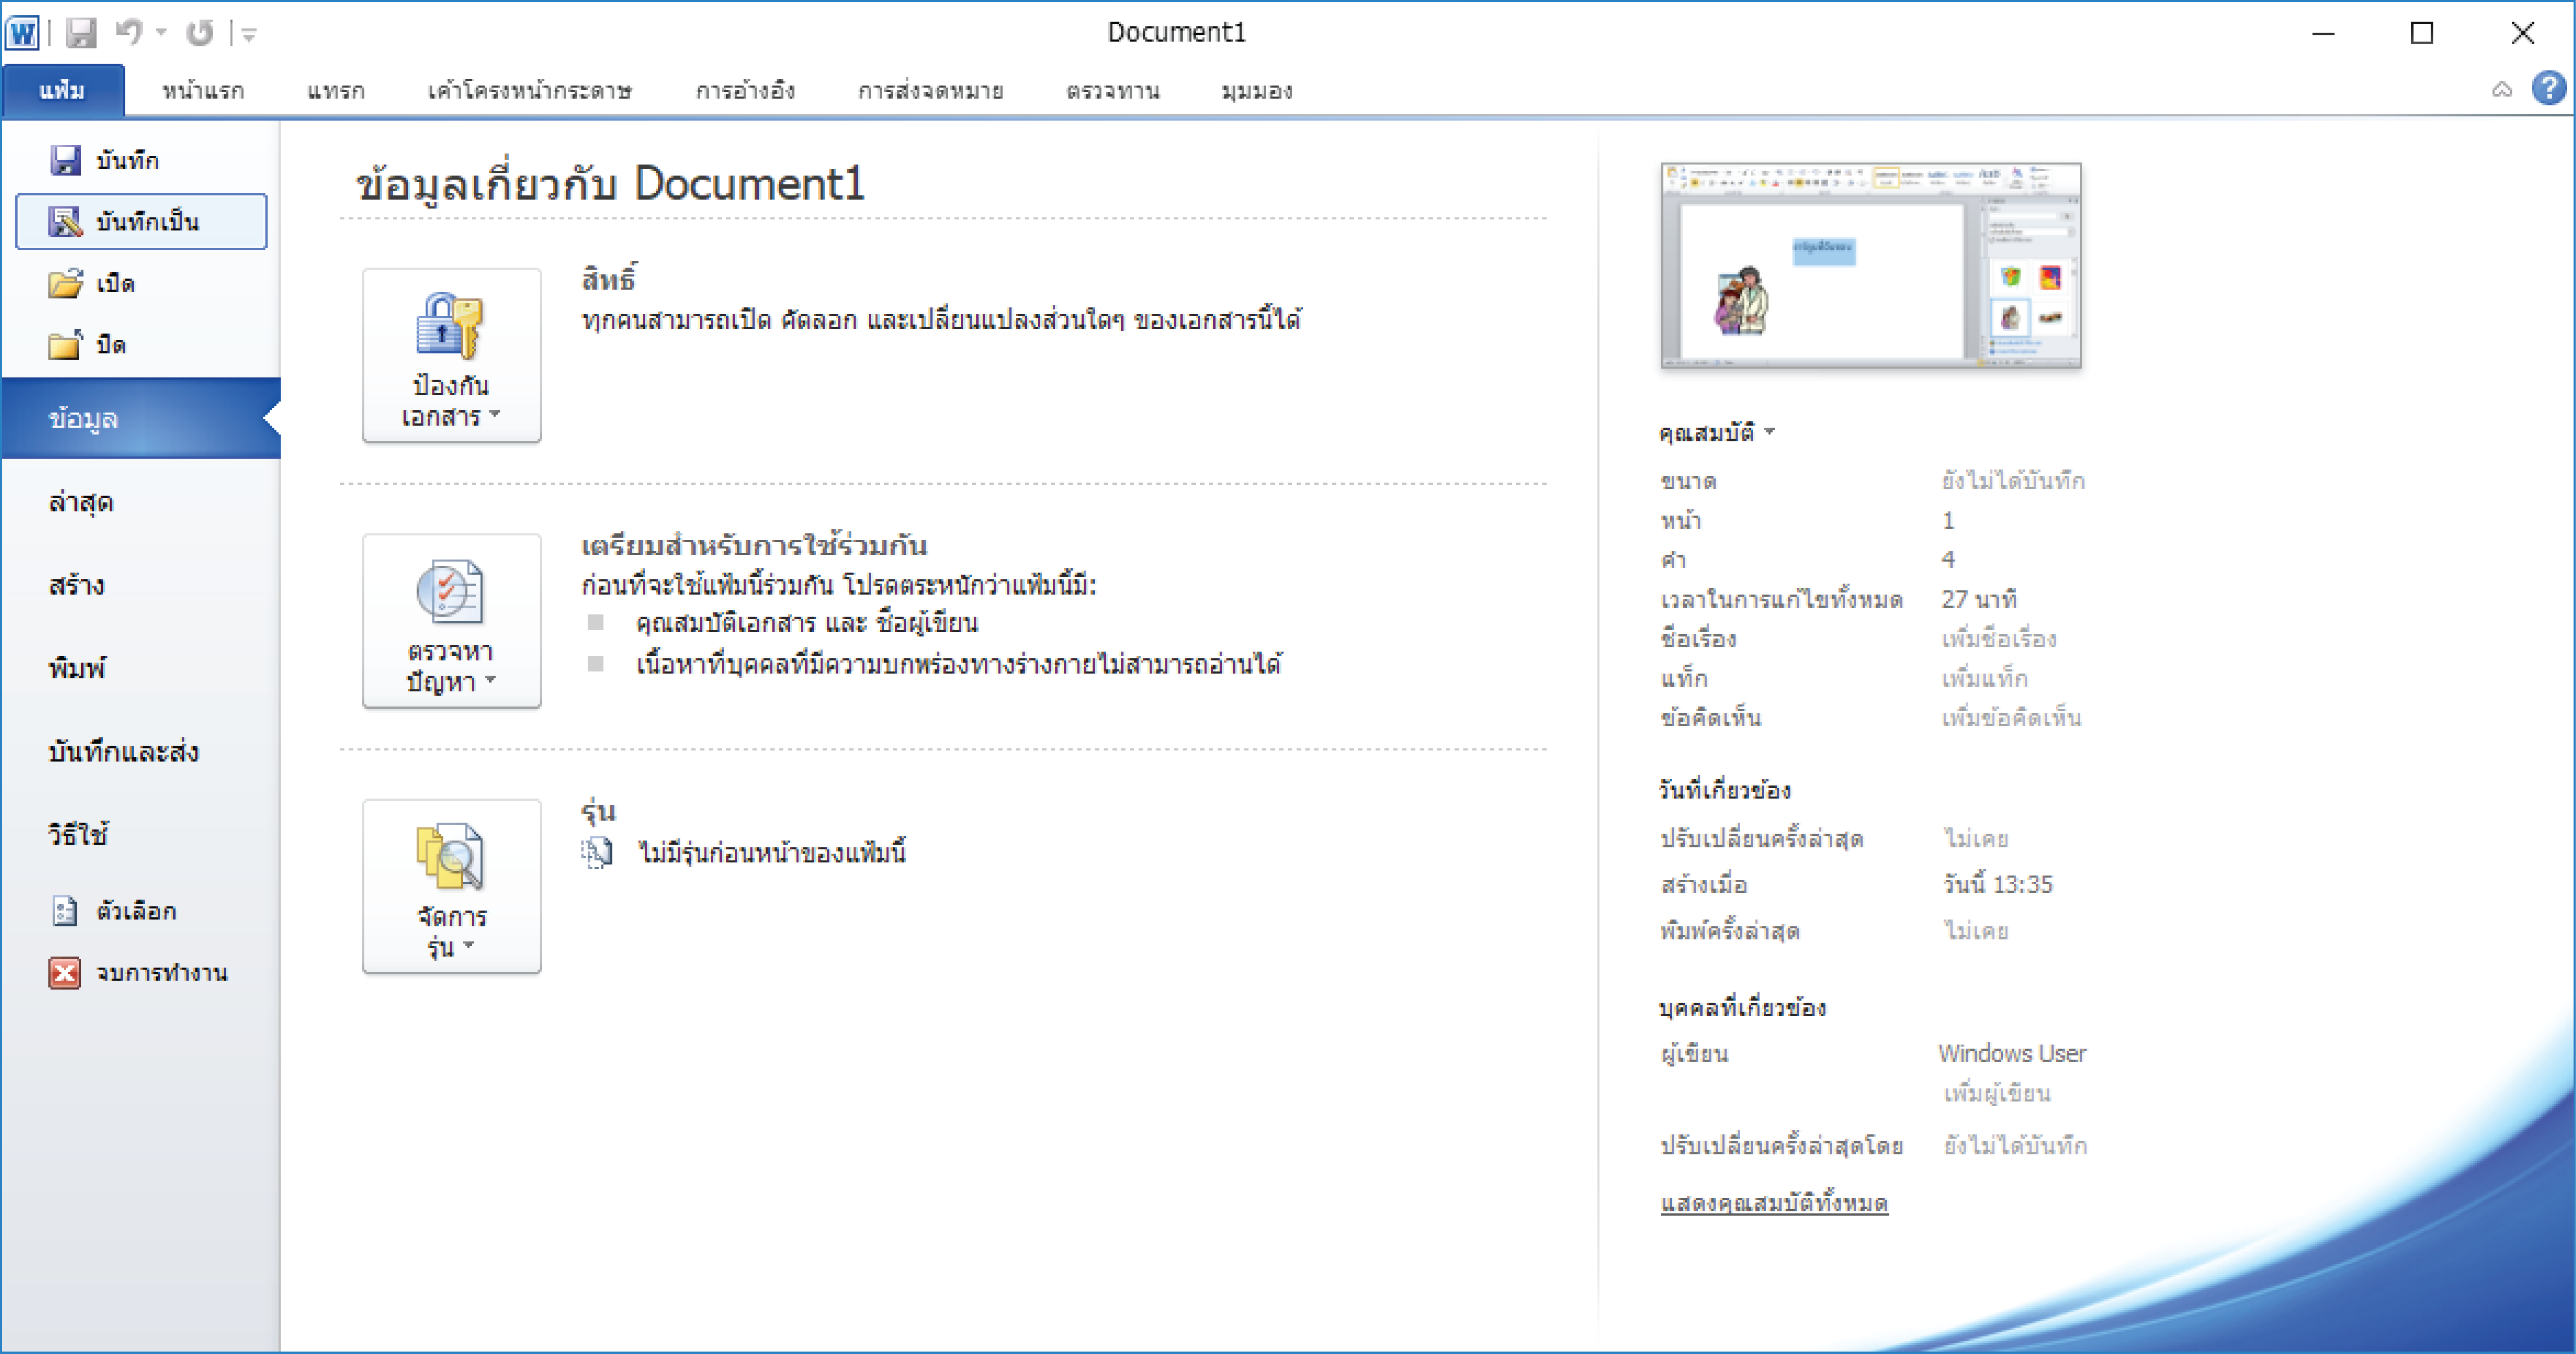 Document1
แฟ้ม หน้าแรก แทรก เค้าโครงหน้ากระดาษ การอ้างอิง การส่งจดหมาย ตรวจทาน มุมมอง
บันทึก
บันทึกเป็น
เปิด
ปิด
ข้อมูล
ล่าสุด
สร้าง
พิมพ์
บันทึกและส่ง
วิธีใช้
ตัวเลือก
จบการทำงาน
ข้อมูลเกี่ยวกับ Document1
ป้องกัน
เอกสาร
สิทธิ์
ทุกคนสามารถเปิด คัดลอก และเปลี่ยนแปลงส่วนใดๆ ของเอกสารนี้ได้
ตรวจหา
ปัญหา
เตรียมสำหรับการใช้ร่วมกัน
ก่อนที่จะใช้แฟ้มนี้ร่วมกัน โปรดตระหนักว่าแฟ้มนี้มี:
คุณสมบัติเอกสาร และ ชื่อผู้เขียน
เนื้อหาที่บุคคลที่มีความบกพร่องทางร่างกายไม่สามารถอ่านได้
จัดการ
รุ่น
รุ่น
ไม่มีรุ่นก่อนหน้าของแฟ้มนี้
คุณสมบัติ
ขนาด ยังไม่ได้บันทึก
หน้า 1
คำ 4
เวลาในการแก้ไขทั้งหมด 27 นาที
ชื่อเรื่อง เพิ่มชื่อเรื่อง
แท็ก เพิ่มแท็ก
ข้อคิดเห็น เพิ่มข้อคิดเห็น
วันที่เกี่ยวข้อง
ปรับเปลี่ยนครั้งล่าสุด ไม่เคย
สร้างเมื่อ วันนี้ 13:35
พิมพ์ครั้งล่าสุด ไม่เคย
บุคคลที่เกี่ยวข้อง
ผู้เขียน Windows User
เพิ่มผู้เขียน
ปรับเปลี่ยนครั้งล่าสุดโดย ยังไม่ได้บันทึก
แสดงคุณสมบัติทั้งหมด